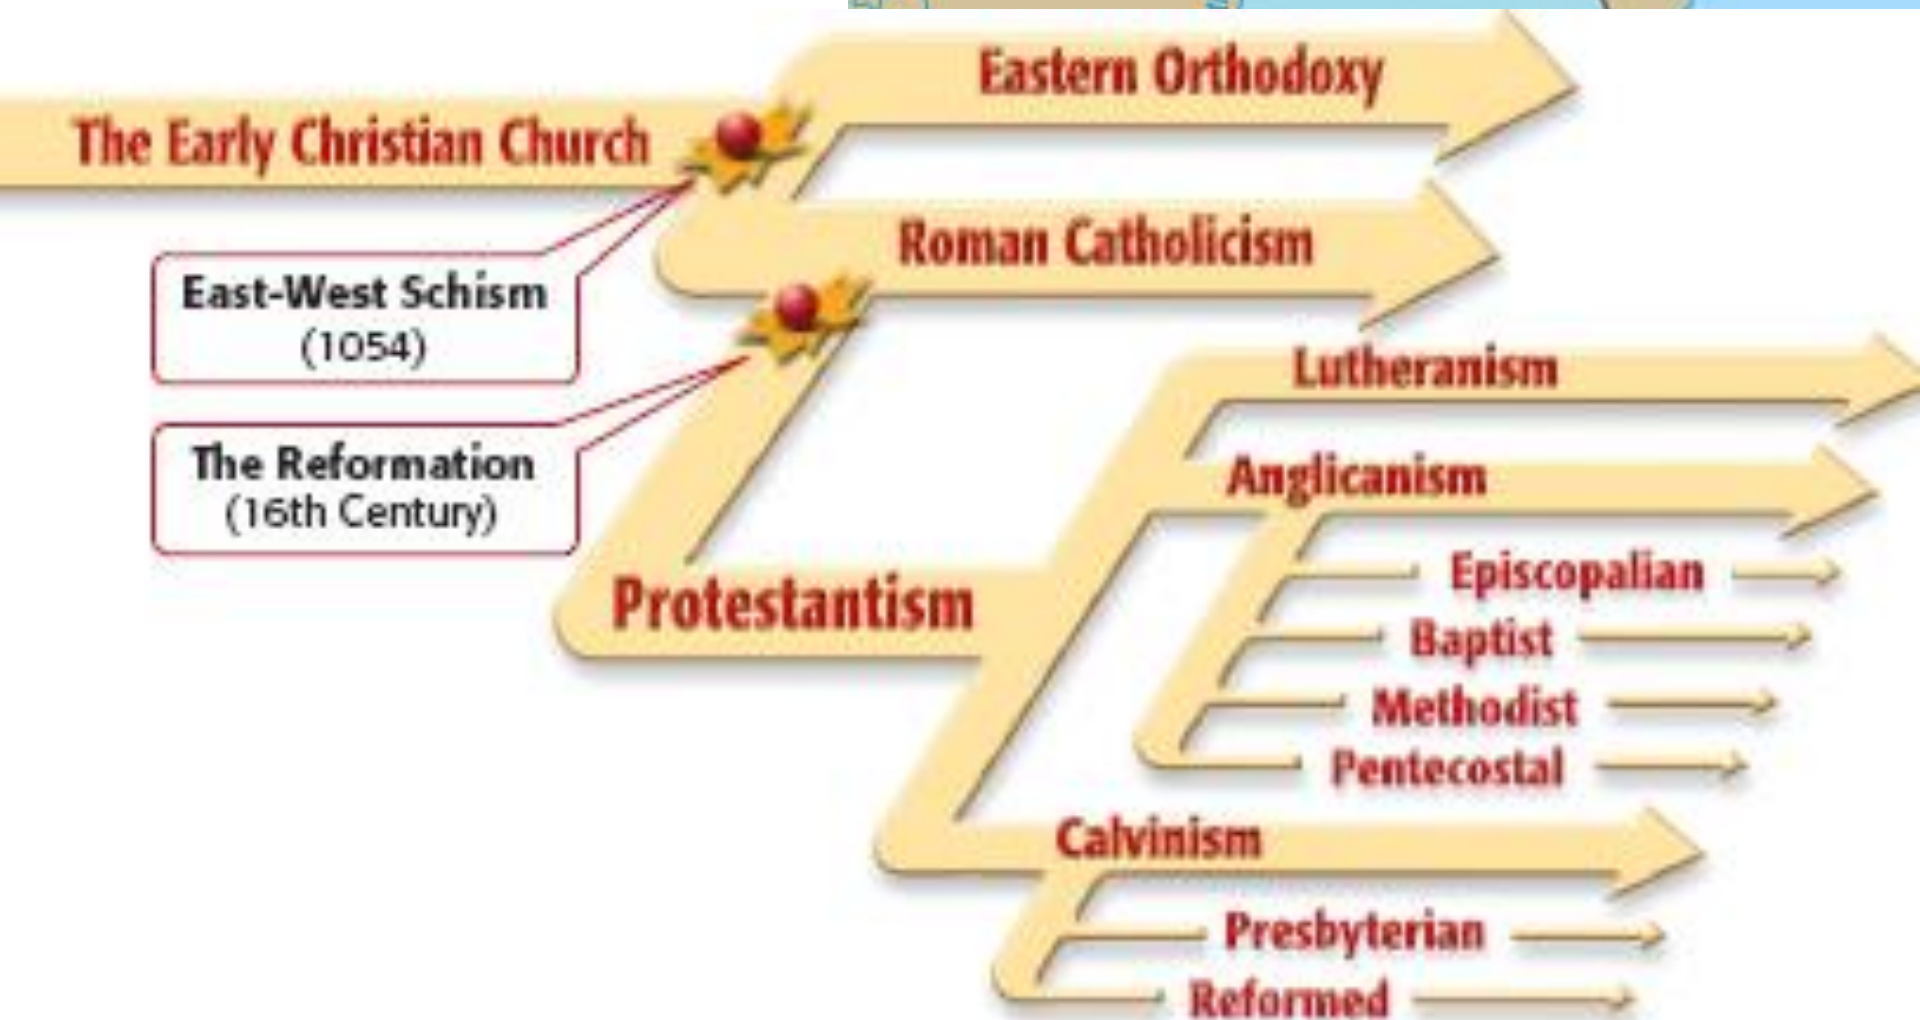 Eastern Orthodoxy
The Early Christian Church
Roman Catholicism
East-West Schism
(1054)
Lutheranism
The Reformation
(16th Century)
Anglicanism
Episcopalian
Protestantism
Baptist
Methodist
Pentecostal
Calvinism
Presbyterian
Reformed